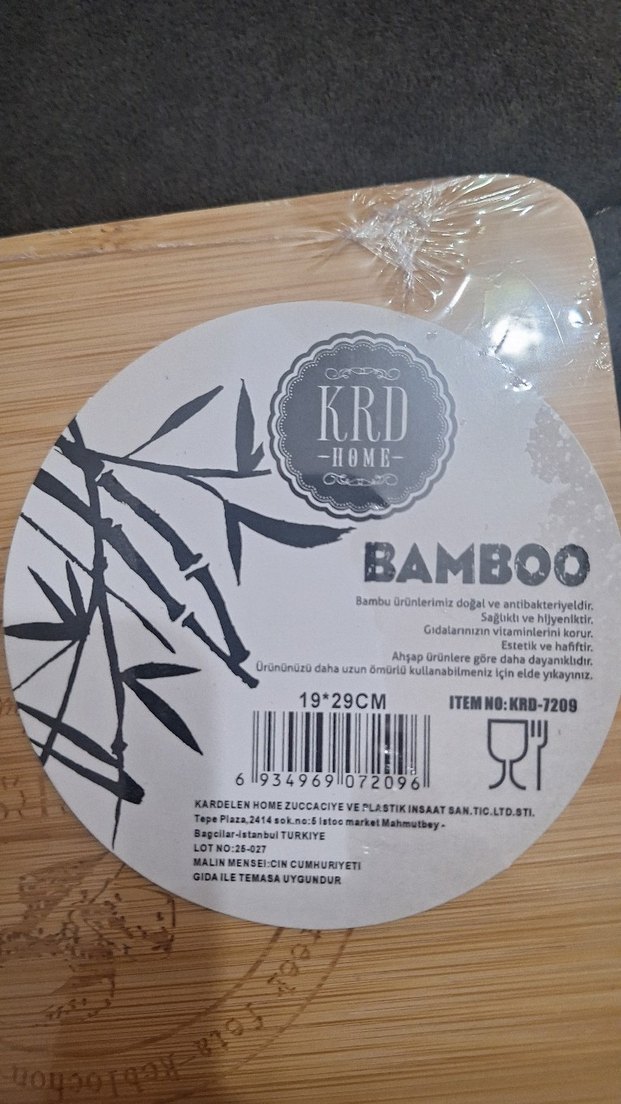 KRD
HOME
BAMBOO
Bambu ürünlerimiz doğal ve antibakteriyeldir.
Sağlıklı ve hijyeniktir.
Gıdalarınızın vitaminlerini korur.
Estetik ve hafiftir.
Ahşap ürünlere göre daha dayanıklıdır.
Ürününüzü daha uzun ömürlü kullanabilmeniz için elde yıkayınız.
19*29CM
ITEM NO: KRD-7209
6 934969 072096
KARDELEN HOME ZUCCACIYE VE PLASTIK INSAAT SAN.TIC.LTD.STI.
Tepe Plaza,2414 sok.no:5 istoc market Mahmutbey -
Bagcilar-istanbul TURKIYE
LOT NO:25-027
MALIN MENSEI:CIN CUMHURIYETI
GIDA ILE TEMASA UYGUNDUR